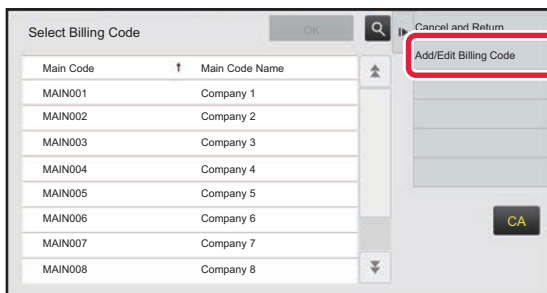 Select Billing Code
OK
Cancel and Return
Add/Edit Billing Code
Main Code Main Code Name
MAIN001 Company 1
MAIN002 Company 2
MAIN003 Company 3
MAIN004 Company 4
MAIN005 Company 5
MAIN006 Company 6
MAIN007 Company 7
MAIN008 Company 8
CA